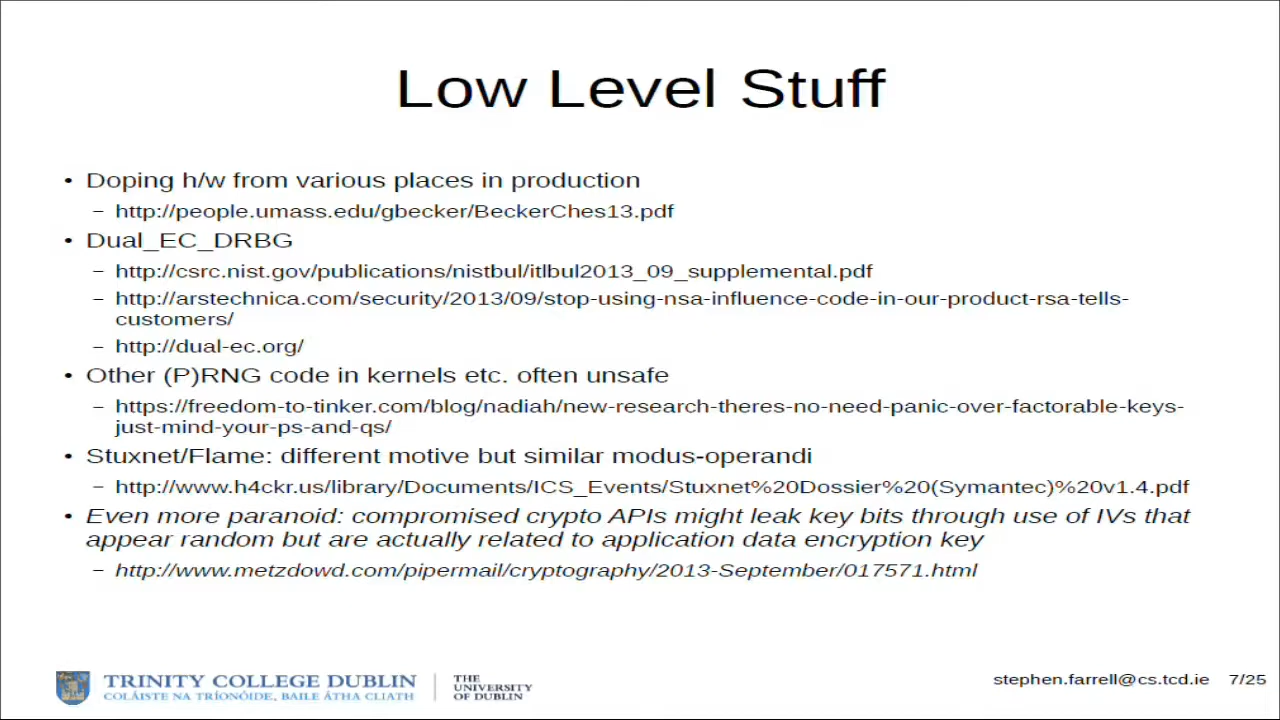 Low Level Stuff
• Doping h/w from various places in production
– http://people.umass.edu/gbecker/BeckerChes13.pdf
• Dual_EC_DRBG
– http://csrc.nist.gov/publications/nistbul/itlbul2013_09_supplemental.pdf
– http://arstechnica.com/security/2013/09/stop-using-nsa-influence-code-in-our-product-rsa-tells-
customers/
– http://dual-ec.org/
• Other (P)RNG code in kernels etc. often unsafe
– https://freedom-to-tinker.com/blog/nadiah/new-research-theres-no-need-panic-over-factorable-keys-
just-mind-your-ps-and-qs/
• Stuxnet/Flame: different motive but similar modus-operandi
– http://www.h4ckr.us/library/Documents/ICS_Events/Stuxnet%20Dossier%20(Symantec)%20v1.4.pdf
• Even more paranoid: compromised crypto APIs might leak key bits through use of IVs that
appear random but are actually related to application data encryption key
– http://www.metzdowd.com/pipermail/cryptography/2013-September/017571.html
TRINITY COLLEGE DUBLIN
COLÁISTE NA TRÍONÓIDE, BAILE ÁTHA CLIATH
THE
UNIVERSITY
OF DUBLIN
stephen.farrell@cs.tcd.ie 7/25